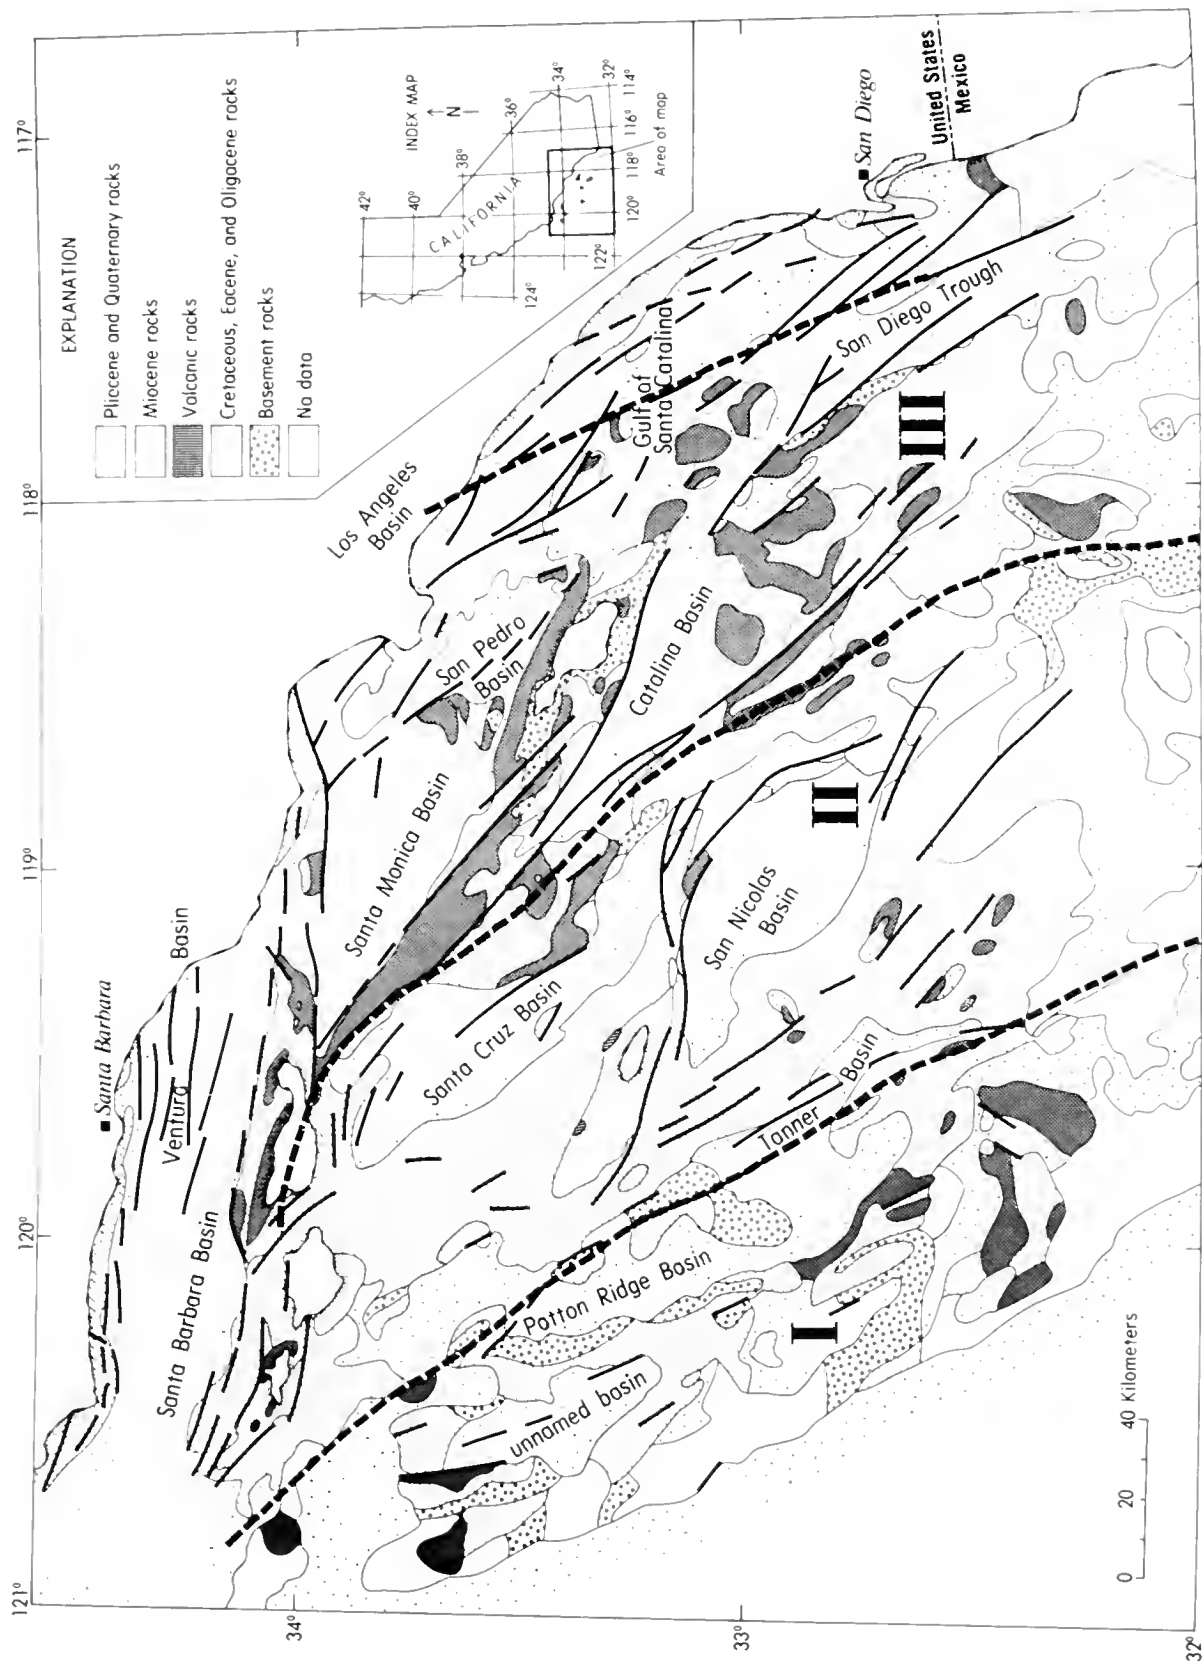 EXPLANATION
Pliccene and Quaternary rocks
Miocene rocks
Volcanic rocks
Cretaceous, Eocene, and Oligocene rocks
Basement rocks
No data
INDEX MAP
N
CALIFORNIA
42°
40°
38°
36°
34°
32°
124°
122°
120°
118°
116°
114°
Area of map
121°
120°
119°
118°
117°
34°
33°
32°
Santa Barbara
San Diego
United States
Mexico
Santa Barbara Basin
Ventura
Basin
Santa Monica Basin
San Pedro
Basin
Los Angeles
Basin
Gulf of
Santa Catalina
San Diego Trough
Catalina Basin
Santa Cruz Basin
San Nicolas
Basin
Tanner
Basin
Potton Ridge Basin
unnamed basin
I
II
III
0 20 40 Kilometers